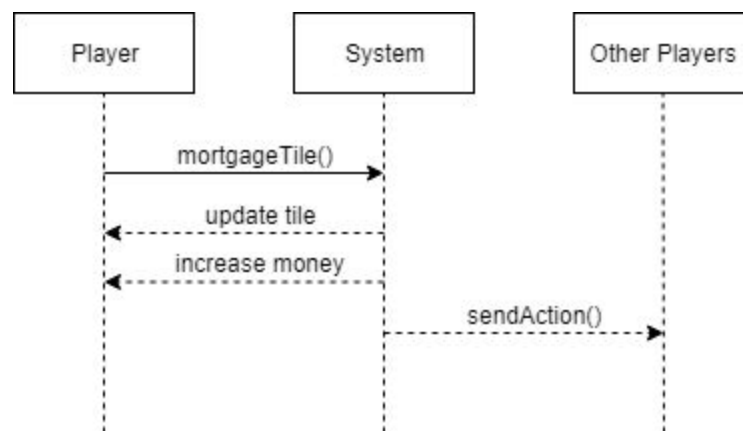 Player
System
Other Players
mortgageTile()
update tile
increase money
sendAction()